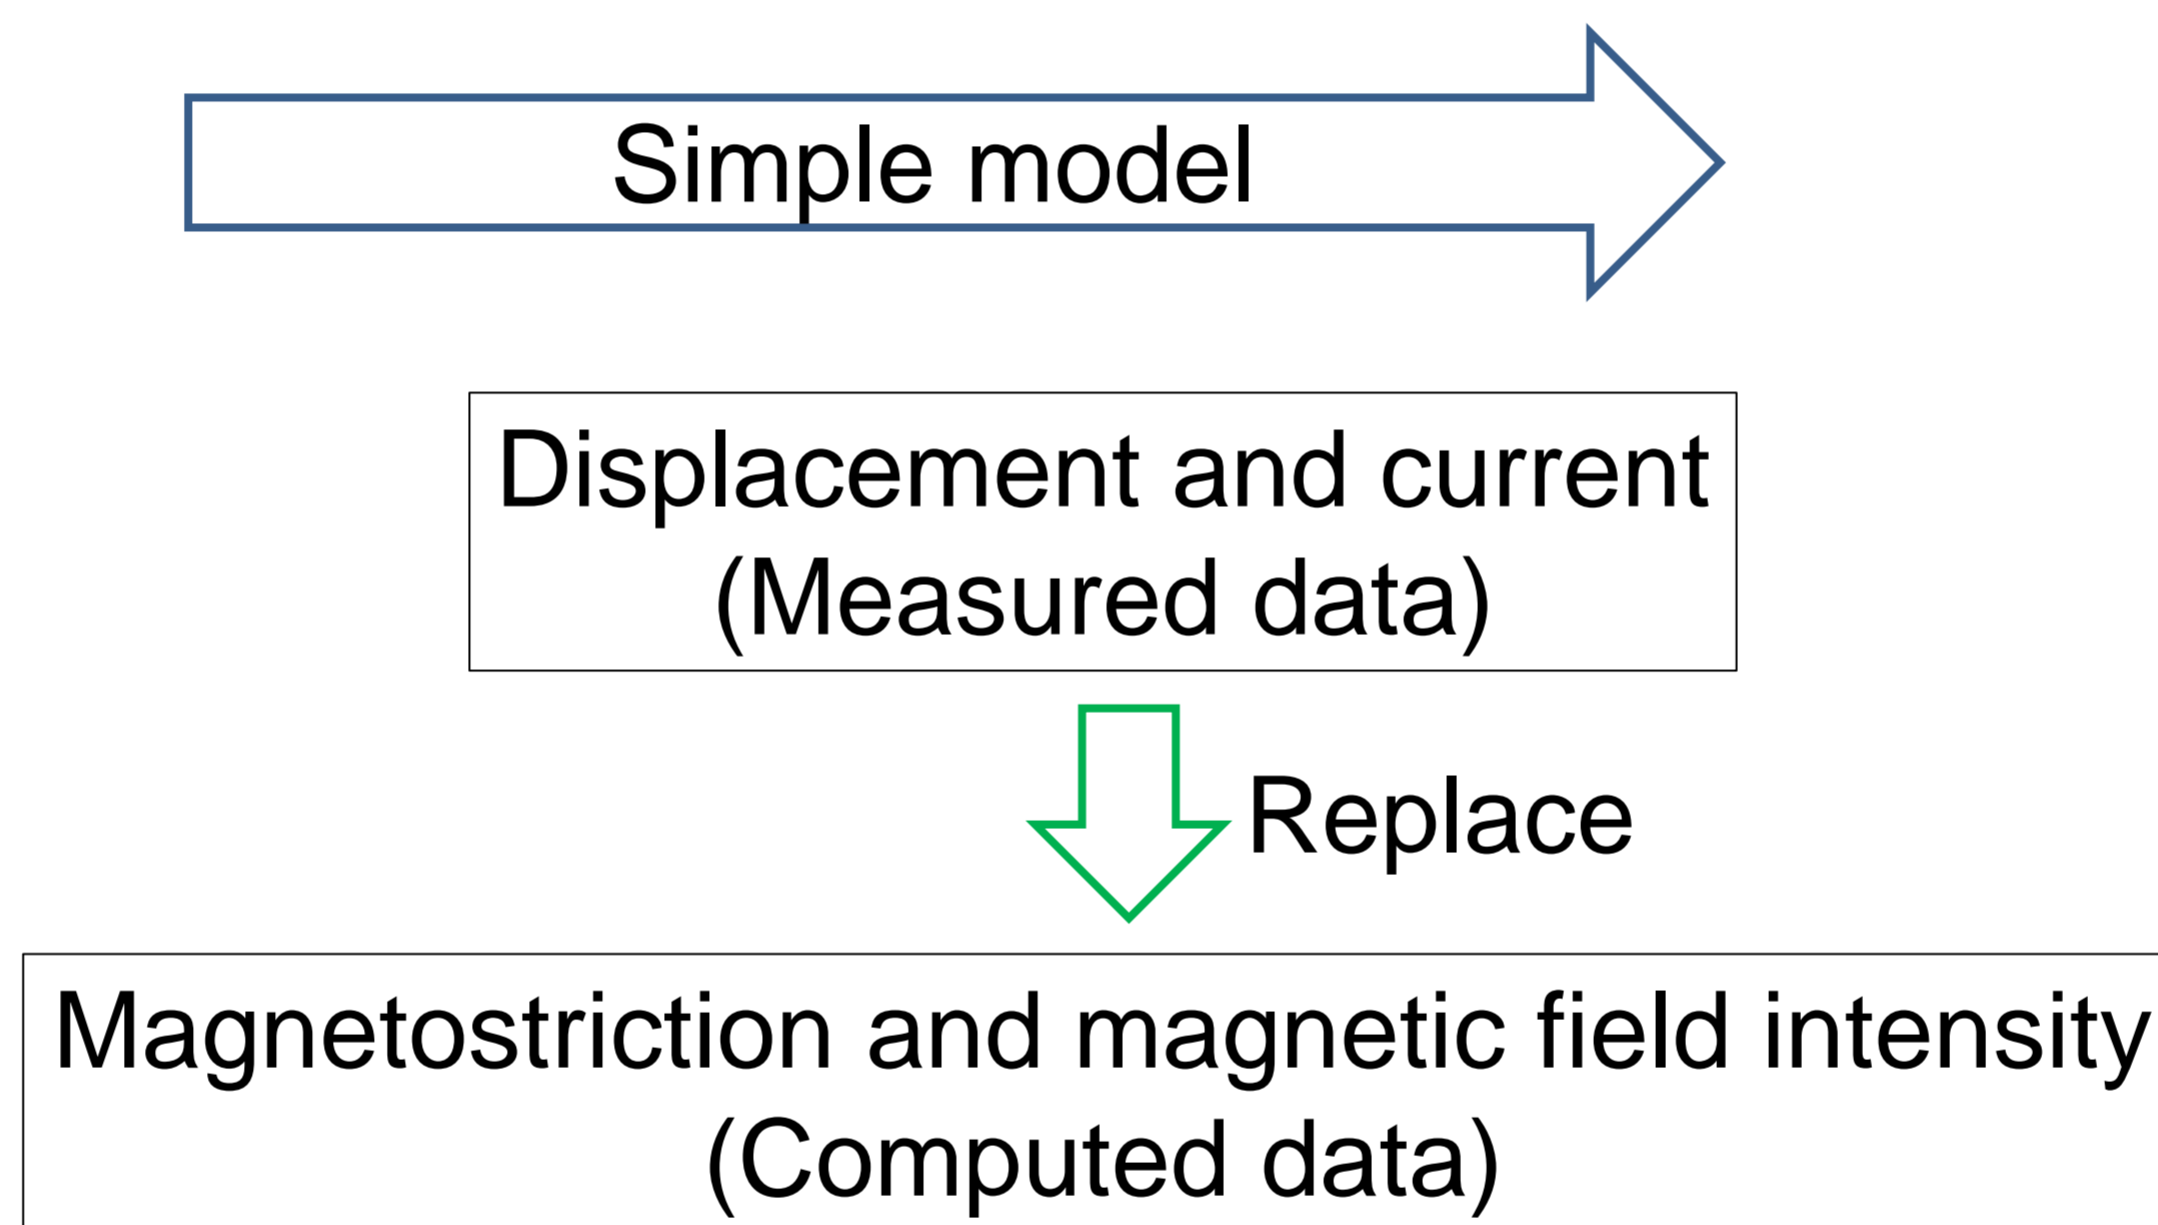 Simple model
Displacement and current
(Measured data)
Replace
Magnetostriction and magnetic field intensity
(Computed data)